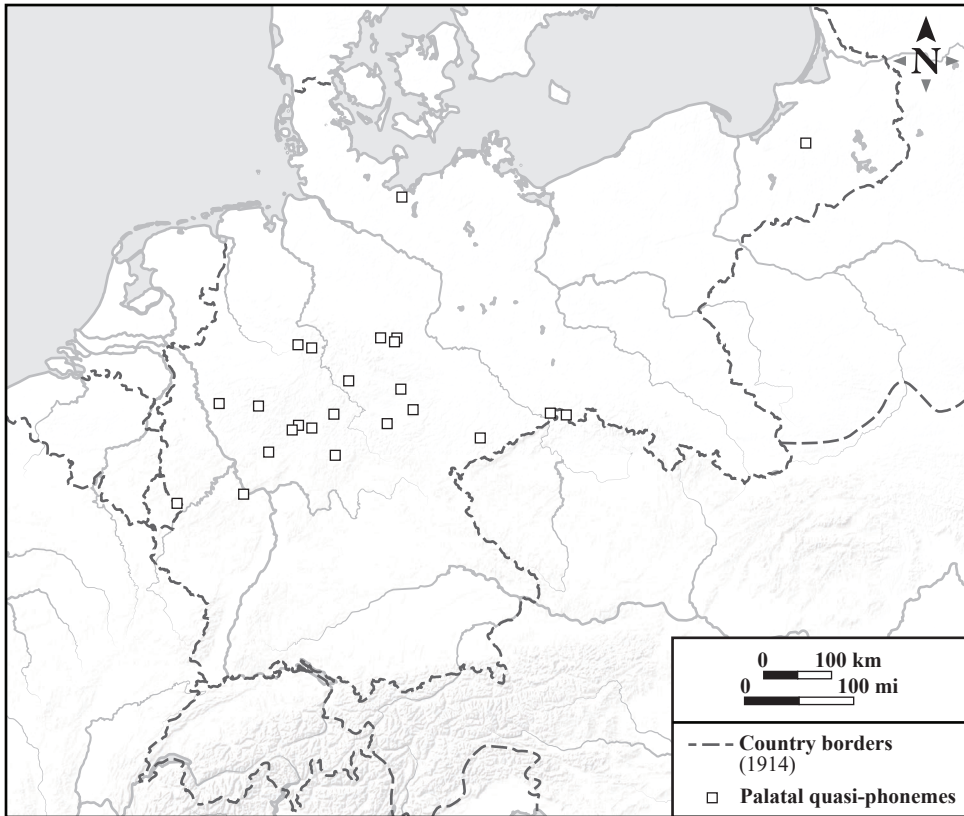 N
0 100 km
0 100 mi
Country borders
(1914)
Palatal quasi-phonemes